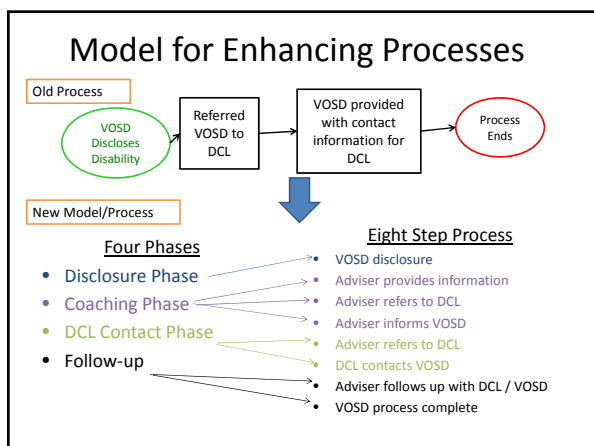 Model for Enhancing Processes
Old Process
VOSD
Discloses
Disability
Referred
VOSD to
DCL
VOSD provided
with contact
information for
DCL
Process
Ends
New Model/Process
Four Phases
• Disclosure Phase
• Coaching Phase
• DCL Contact Phase
• Follow-up
Eight Step Process
• VOSD disclosure
• Adviser provides information
• Adviser refers to DCL
• Adviser informs VOSD
• Adviser refers to DCL
• DCL contacts VOSD
• Adviser follows up with DCL / VOSD
• VOSD process complete